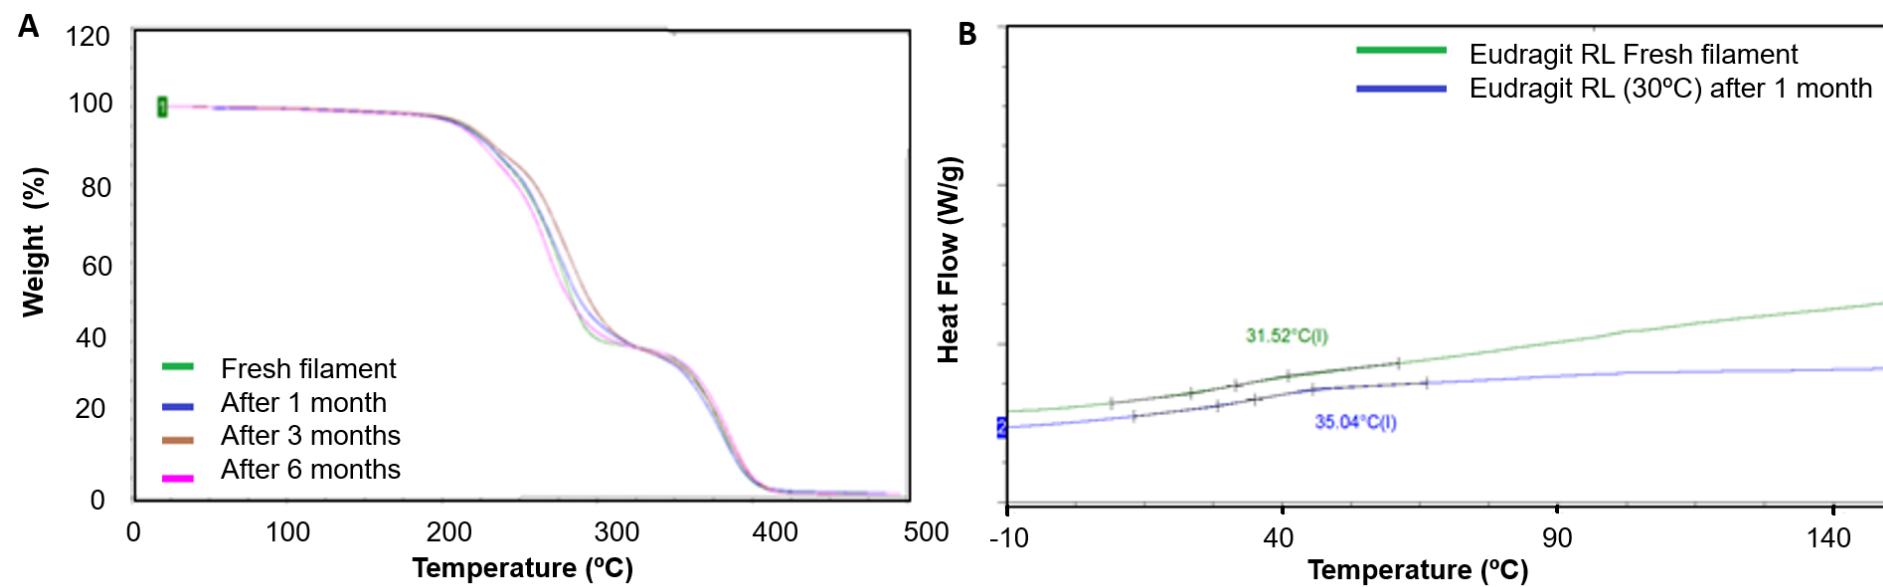 A
120
100
80
60
40
20
0
Weight (%)
1
Fresh filament
After 1 month
After 3 months
After 6 months
0 100 200 300 400 500
Temperature (ºC)
B
Eudragit RL Fresh filament
Eudragit RL (30ºC) after 1 month
Heat Flow (W/g)
31.52°C(I)
35.04°C(I)
2
-10 40 90 140
Temperature (ºC)